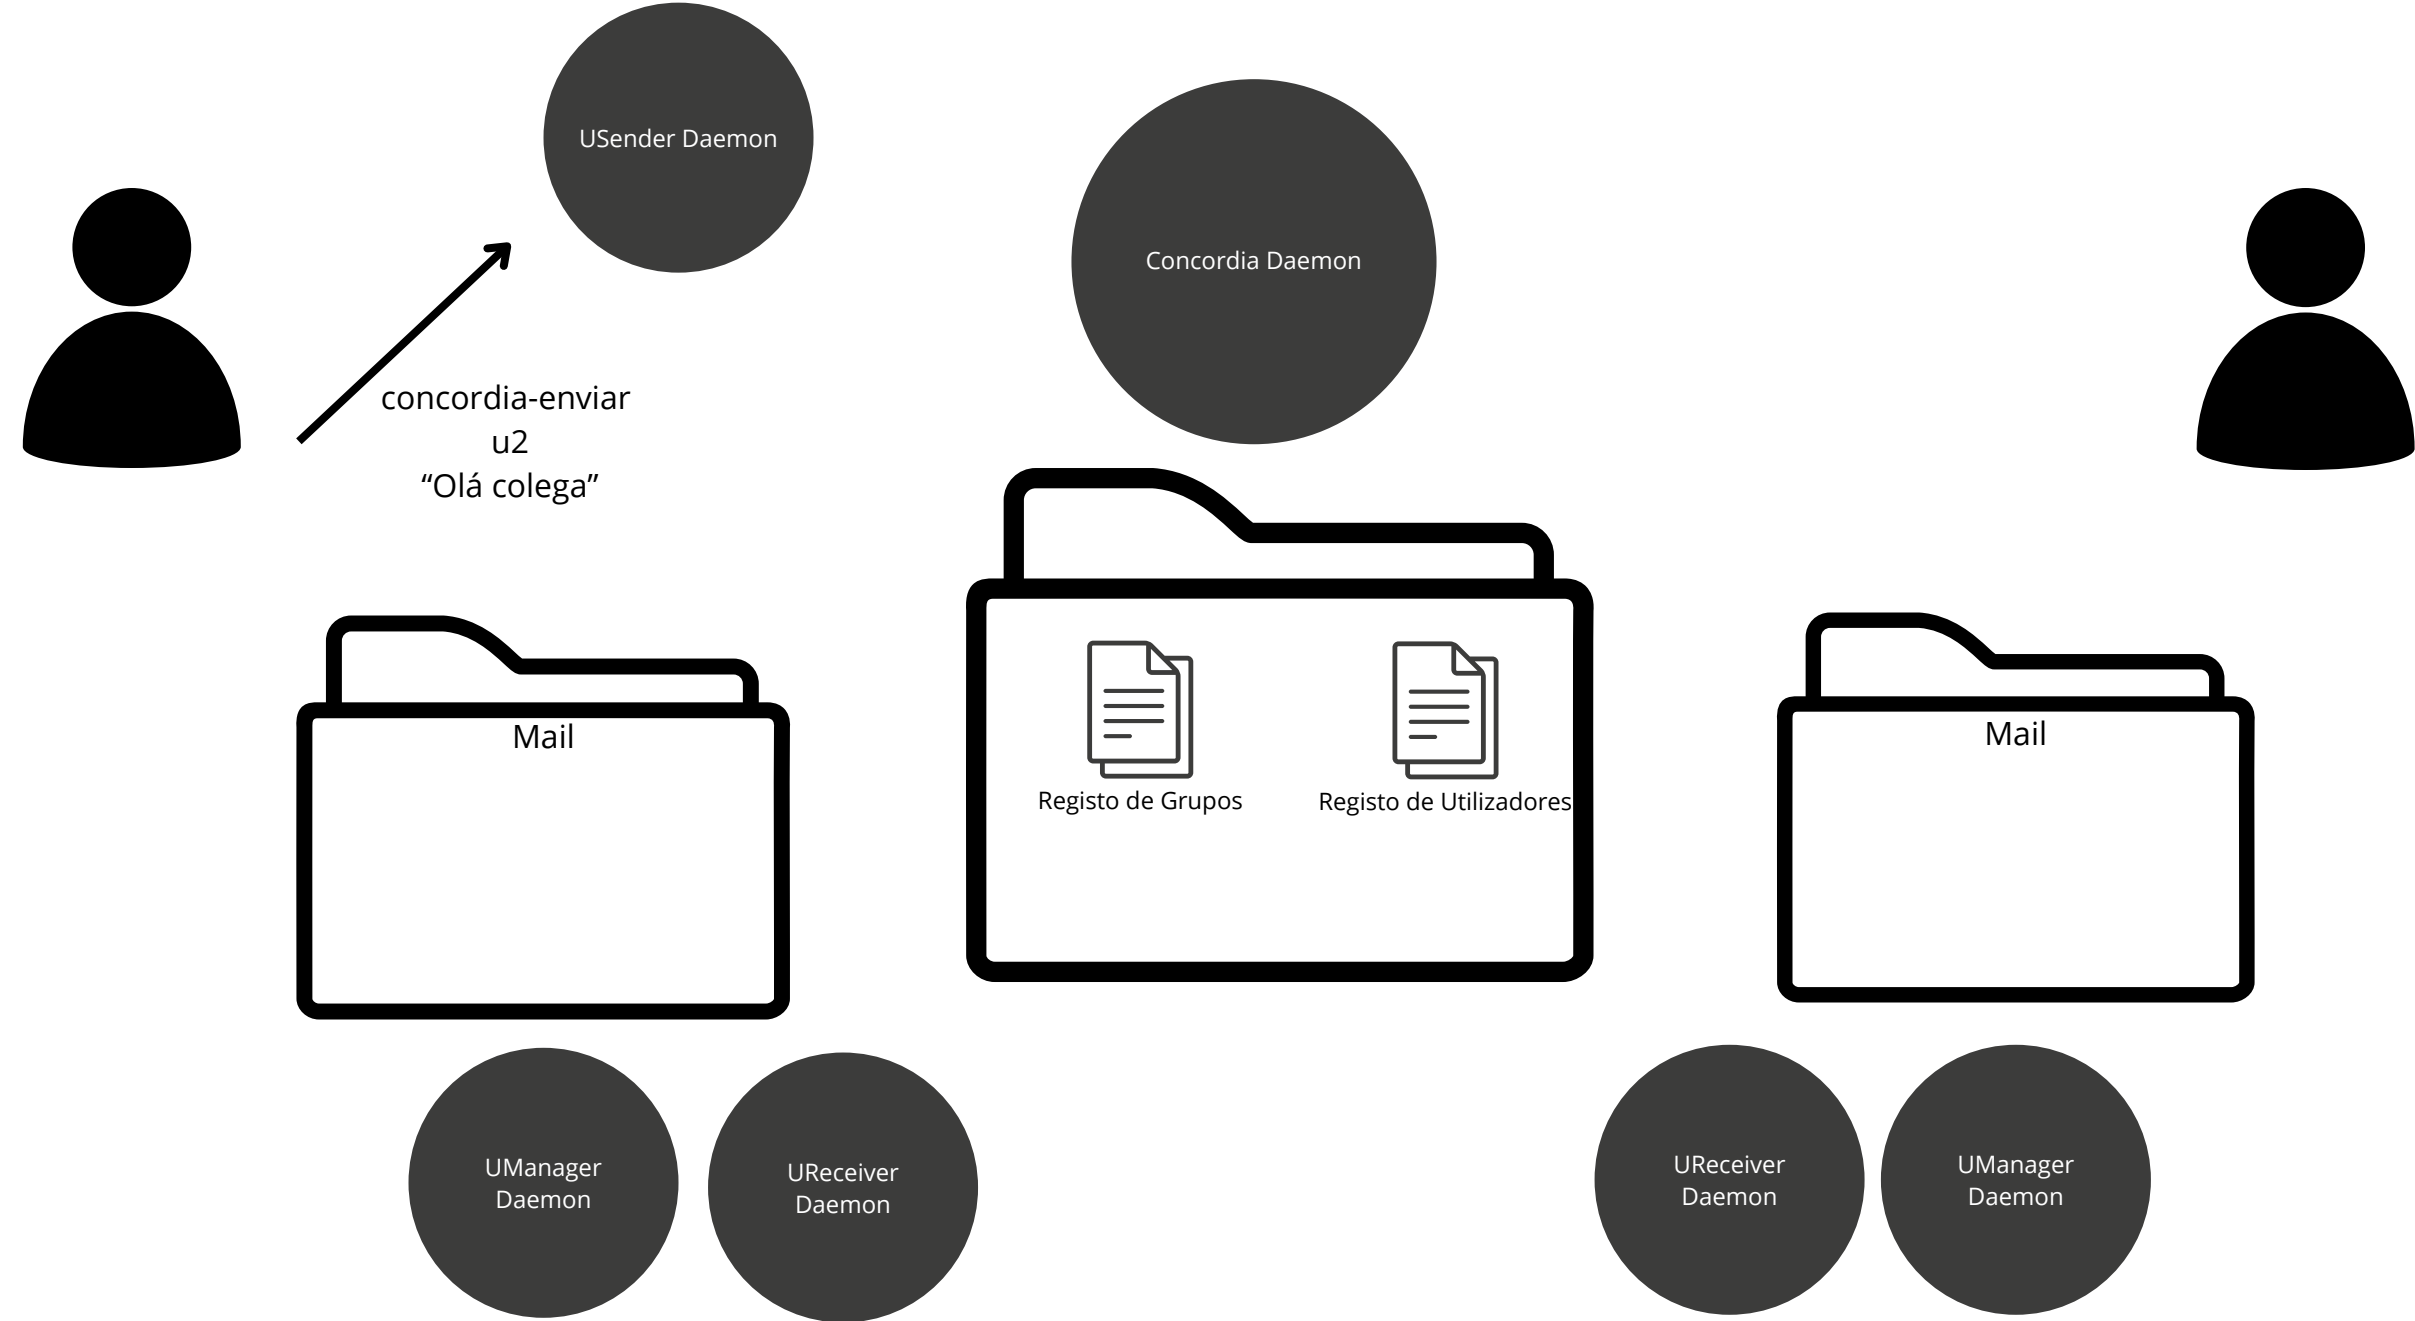 USender Daemon
Concordia Daemon
concordia-enviar
u2
“Olá colega”
Mail
Registo de Grupos
Registo de Utilizadores
Mail
UManager
Daemon
UReceiver
Daemon
UReceiver
Daemon
UManager
Daemon